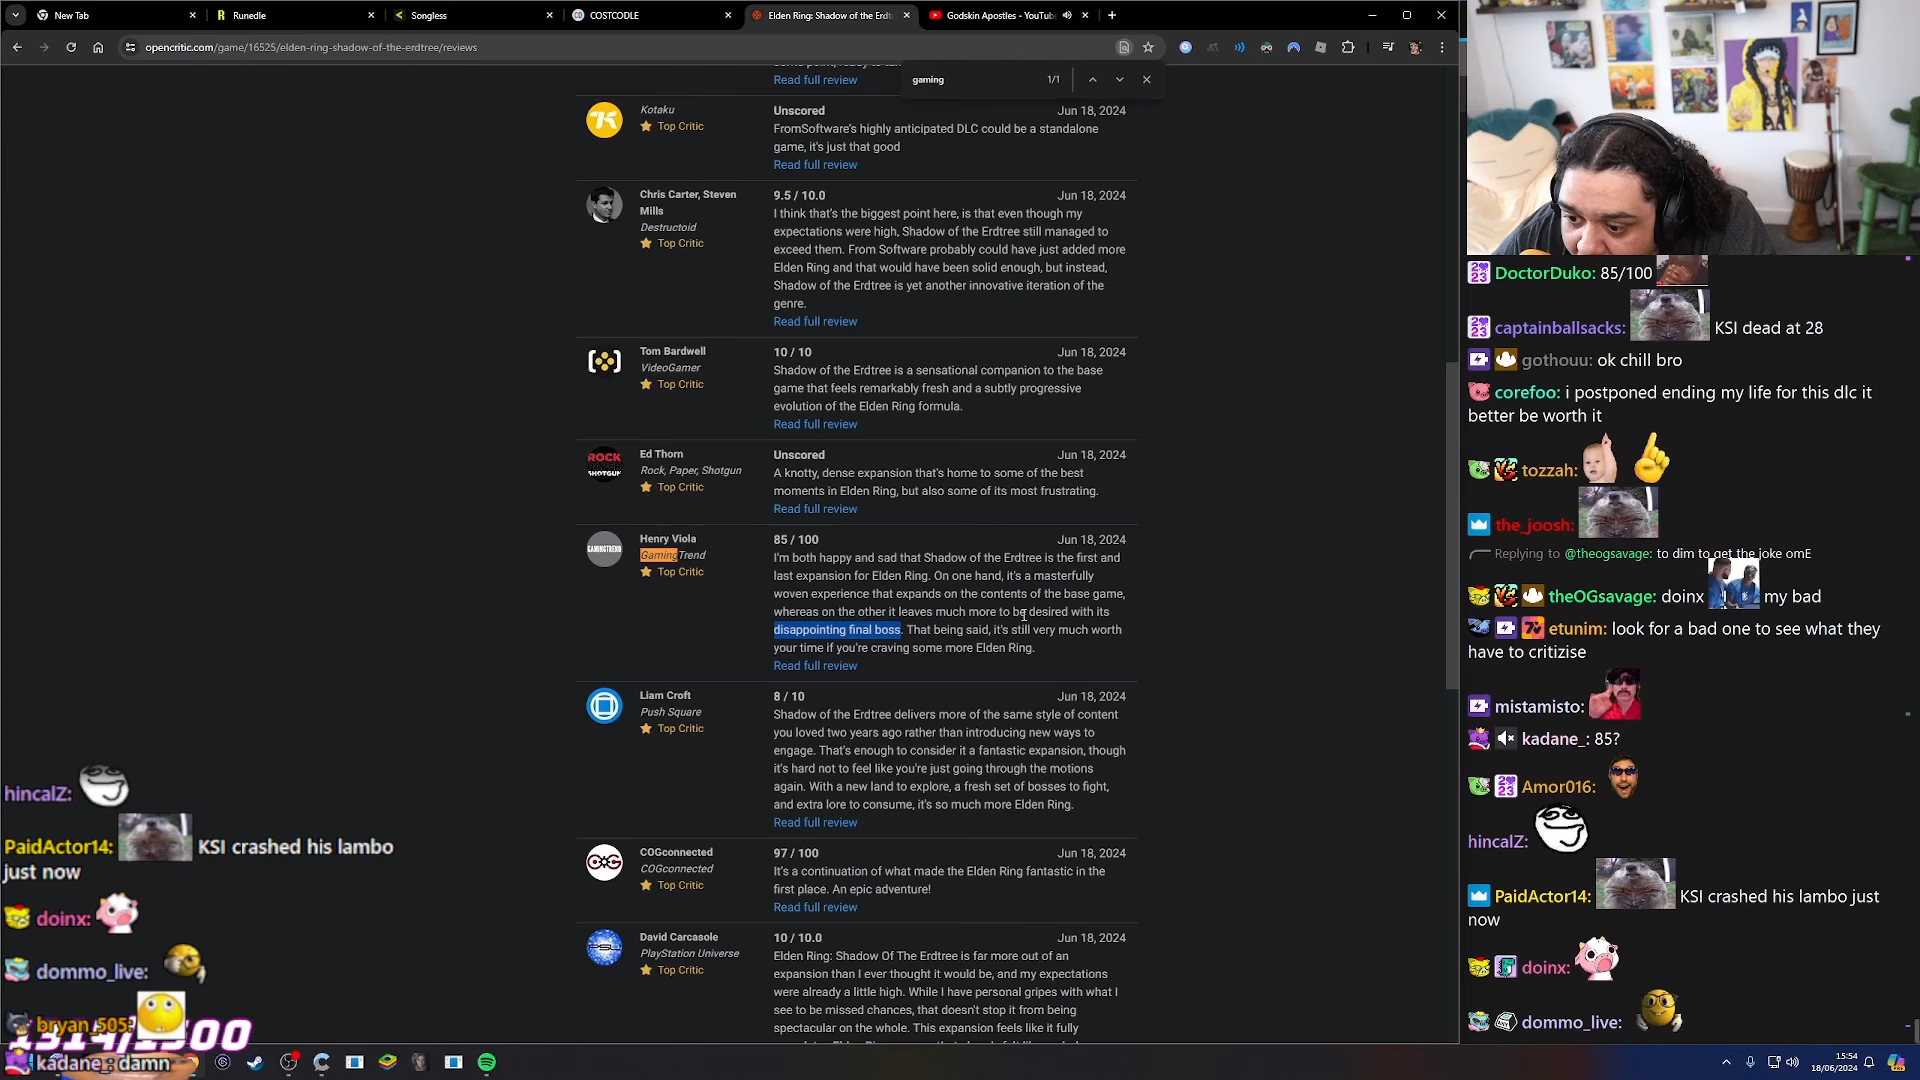 New Tab
Runedle
Songless
COSTCODLE
Elden Ring: Shadow of the Erdt
Godskin Apostles - YouTube
opencritic.com/game/16525/elden-ring-shadow-of-the-erdtree/reviews
gaming 1/1
Read full review
Kotaku
Top Critic
Unscored Jun 18, 2024
FromSoftware's highly anticipated DLC could be a standalone
game, it's just that good
Read full review
Chris Carter, Steven
Mills
Destructoid
Top Critic
9.5 / 10.0 Jun 18, 2024
I think that's the biggest point here, is that even though my
expectations were high, Shadow of the Erdtree still managed to
exceed them. From Software probably could have just added more
Elden Ring and that would have been solid enough, but instead,
Shadow of the Erdtree is yet another innovative iteration of the
genre.
Read full review
Tom Bardwell
VideoGamer
Top Critic
10 / 10 Jun 18, 2024
Shadow of the Erdtree is a sensational companion to the base
game that feels remarkably fresh and a subtly progressive
evolution of the Elden Ring formula.
Read full review
ROCK
SHOTGUN
Ed Thorn
Rock, Paper, Shotgun
Top Critic
Unscored Jun 18, 2024
A knotty, dense expansion that's home to some of the best
moments in Elden Ring, but also some of its most frustrating.
Read full review
GAMINGTREND
Henry Viola
GamingTrend
Top Critic
85 / 100 Jun 18, 2024
I'm both happy and sad that Shadow of the Erdtree is the first and
last expansion for Elden Ring. On one hand, it's a masterfully
woven experience that expands on the contents of the base game,
whereas on the other it leaves much more to be desired with its
disappointing final boss. That being said, it's still very much worth
your time if you're craving some more Elden Ring.
Read full review
Liam Croft
Push Square
Top Critic
8 / 10 Jun 18, 2024
Shadow of the Erdtree delivers more of the same style of content
you loved two years ago rather than introducing new ways to
engage. That's enough to consider it a fantastic expansion, though
it's hard not to feel like you're just going through the motions
again. With a new land to explore, a fresh set of bosses to fight,
and extra lore to consume, it's so much more Elden Ring.
Read full review
COGconnected
COGconnected
Top Critic
97 / 100 Jun 18, 2024
It's a continuation of what made the Elden Ring fantastic in the
first place. An epic adventure!
Read full review
David Carcasole
PlayStation Universe
Top Critic
10 / 10.0 Jun 18, 2024
Elden Ring: Shadow Of The Erdtree is far more out of an
expansion than I ever thought it would be, and my expectations
were already a little high. While I have personal gripes with what I
see to be missed chances, that doesn't stop it from being
spectacular on the whole. This expansion feels like it fully
hincalZ:
PaidActor14: KSI crashed his lambo
just now
doinx:
dommo_live:
bryan_505:
1314/1500
kadane_: damn
DoctorDuko: 85/100
captainballsacks: KSI dead at 28
gothouu: ok chill bro
corefoo: i postponed ending my life for this dlc it
better be worth it
tozzah:
the_joosh:
Replying to @theogsavage: to dim to get the joke omE
theOGsavage: doinx my bad
etunim: look for a bad one to see what they
have to critizise
mistamisto:
kadane_: 85?
Amor016:
hincalZ:
PaidActor14: KSI crashed his lambo just
now
doinx:
dommo_live:
15:54
18/06/2024